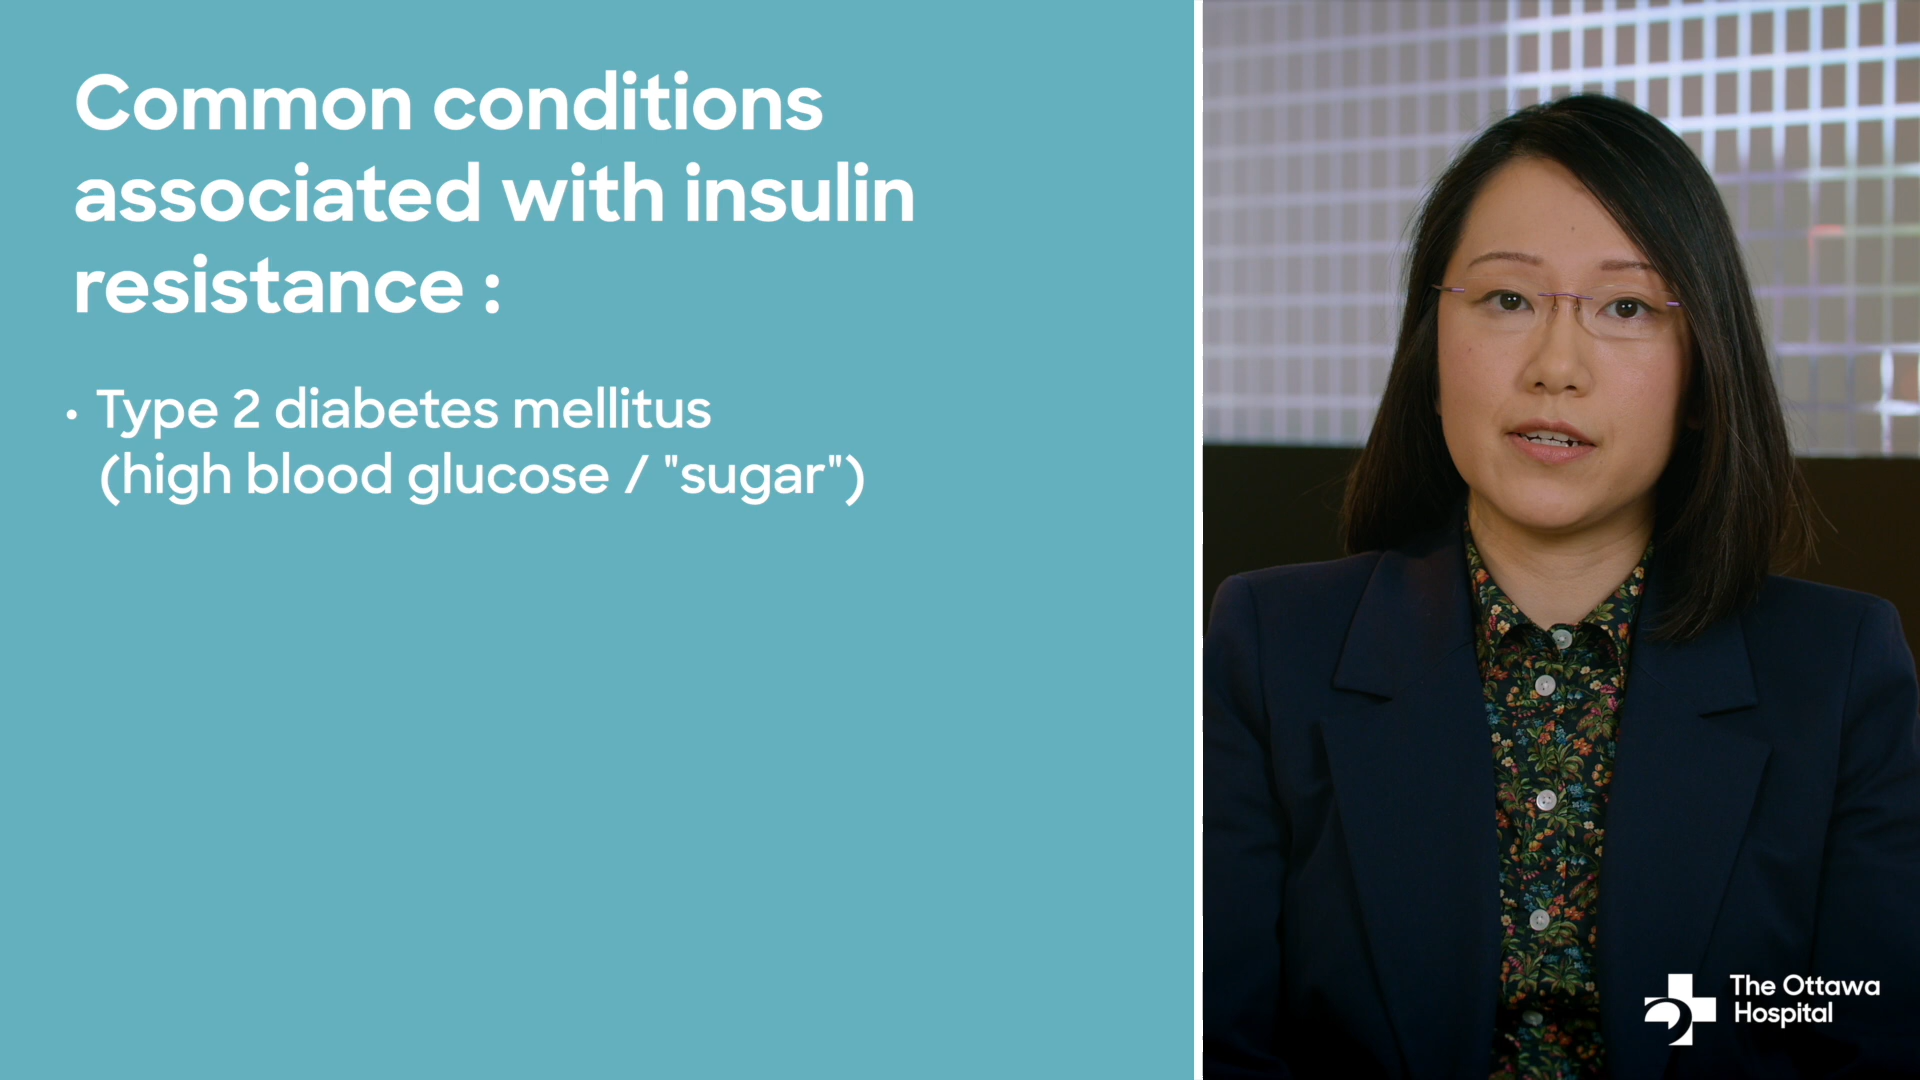 Common conditions
associated with insulin
resistance :
• Type 2 diabetes mellitus
(high blood glucose / "sugar")
The Ottawa
Hospital